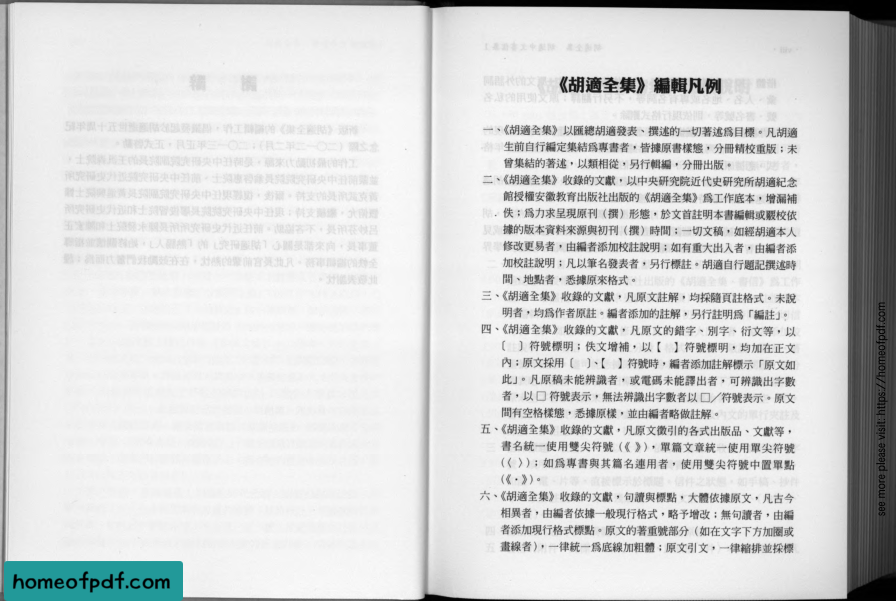 《胡適全集》編輯凡例
一、《胡適全集》以匯總胡適發表、撰述的一切著述爲目標。凡胡適
生前自行編定集結爲專書者，皆據原書樣態，分冊精校重版；未
曾集結的著述，以類相從，另行輯編，分冊出版。
二、《胡適全集》收錄的文獻，以中央研究院近代史研究所胡適紀念
館授權安徽教育出版社出版的《胡適全集》爲工作底本，增漏補
佚；爲力求呈現原刊（撰）形態，於文首註明本書編輯或覈校依
據的版本資料來源與初刊（撰）時間；一切文稿，如經胡適本人
修改更易者，由編者添加校註說明；如有重大出入者，由編者添
加校註說明；凡以筆名發表者，另行標註。胡適自行題記撰述時
間、地點者，悉據原來格式。
三、《胡適全集》收錄的文獻，凡原文註解，均採隨頁註格式。未說
明者，均爲作者原註。編者添加的註解，另行註明爲「編註」。
四、《胡適全集》收錄的文獻，凡原文的錯字、別字、衍文等，以
〔　〕符號標明；佚文增補，以【　】符號標明，均加在正文
內；原文採用〔　〕、【　】符號時，編者添加註解標示「原文如
此」。凡原稿未能辨識者，或電碼未能譯出者，可辨識出字數
者，以□符號表示，無法辨識出字數者以□／符號表示。原文
間有空格樣態，悉據原樣，並由編者略做註解。
五、《胡適全集》收錄的文獻，凡原文徵引的各式出版品、文獻等，
書名統一使用雙尖符號（《 》），單篇文章統一使用單尖符號
（〈 〉）；如爲專書與其篇名連用者，使用雙尖符號中置單點
（《·》）。
六、《胡適全集》收錄的文獻，句讀與標點，大體依據原文，凡古今
相異者，由編者依據一般現行格式，略予增改；無句讀者，由編
者添加現行格式標點。原文的著重號部分（如在文字下方加圈或
畫線者），一律統一爲底線加粗體；原文引文，一律縮排並採標
see more please visit: https://homeofpdf.com
homeofpdf.com